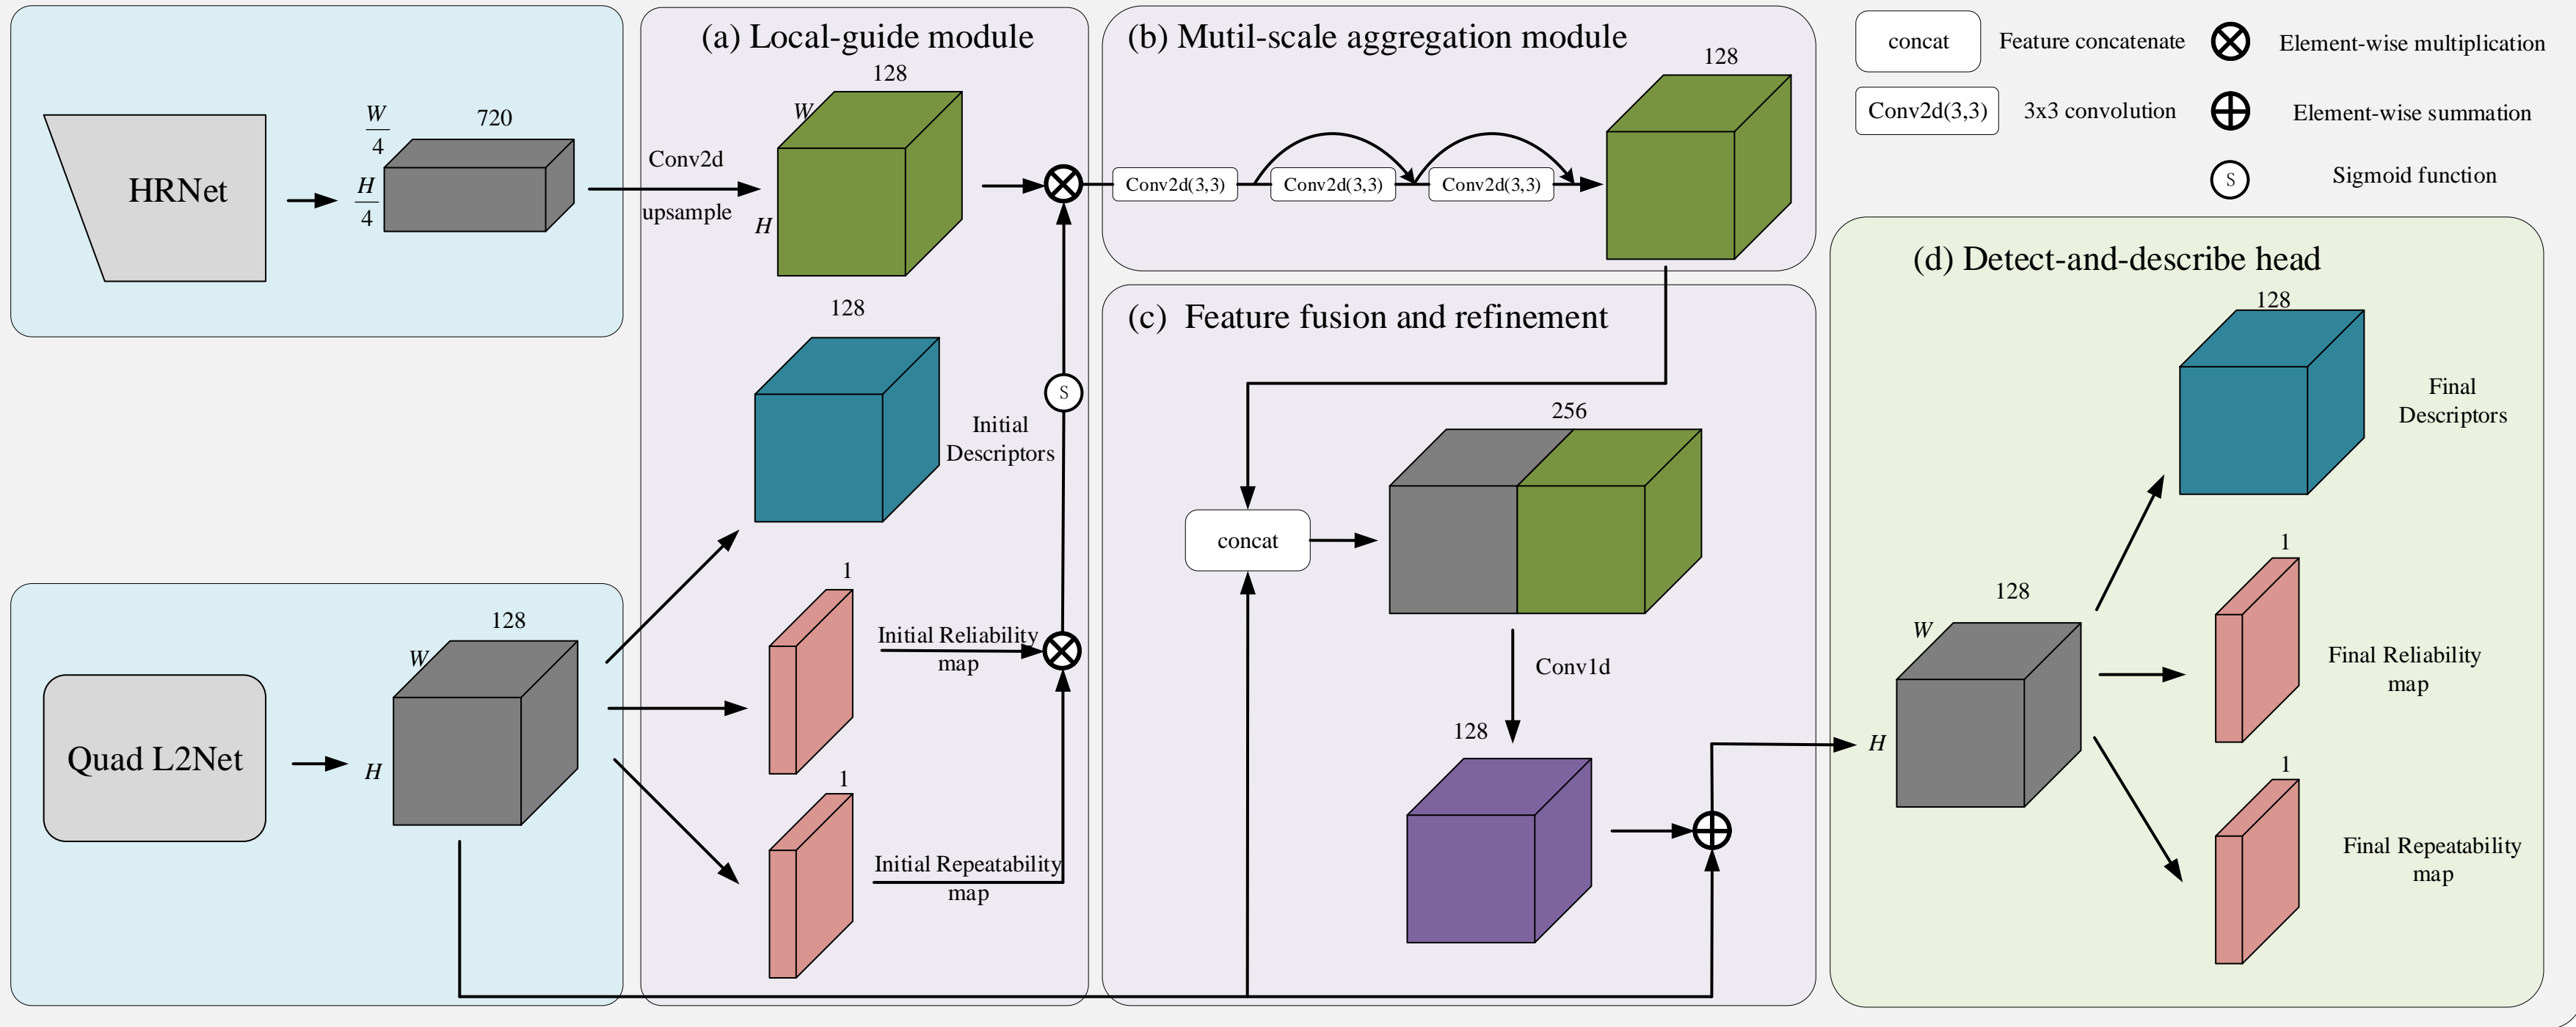 HRNet
W
4
H
4
720
Conv2d
upsample
(a) Local-guide module
128
W
H
128
Initial
Descriptors
S
1
Initial Reliability
map
1
Initial Repeatability
map
Quad L2Net
128
W
H
(b) Mutil-scale aggregation module
128
Conv2d(3,3)
Conv2d(3,3)
Conv2d(3,3)
(c) Feature fusion and refinement
256
concat
Conv1d
128
concat
Feature concatenate
Element-wise multiplication
Conv2d(3,3)
3x3 convolution
Element-wise summation
S
Sigmoid function
(d) Detect-and-describe head
128
Final
Descriptors
128
W
H
1
Final Reliability
map
1
Final Repeatability
map